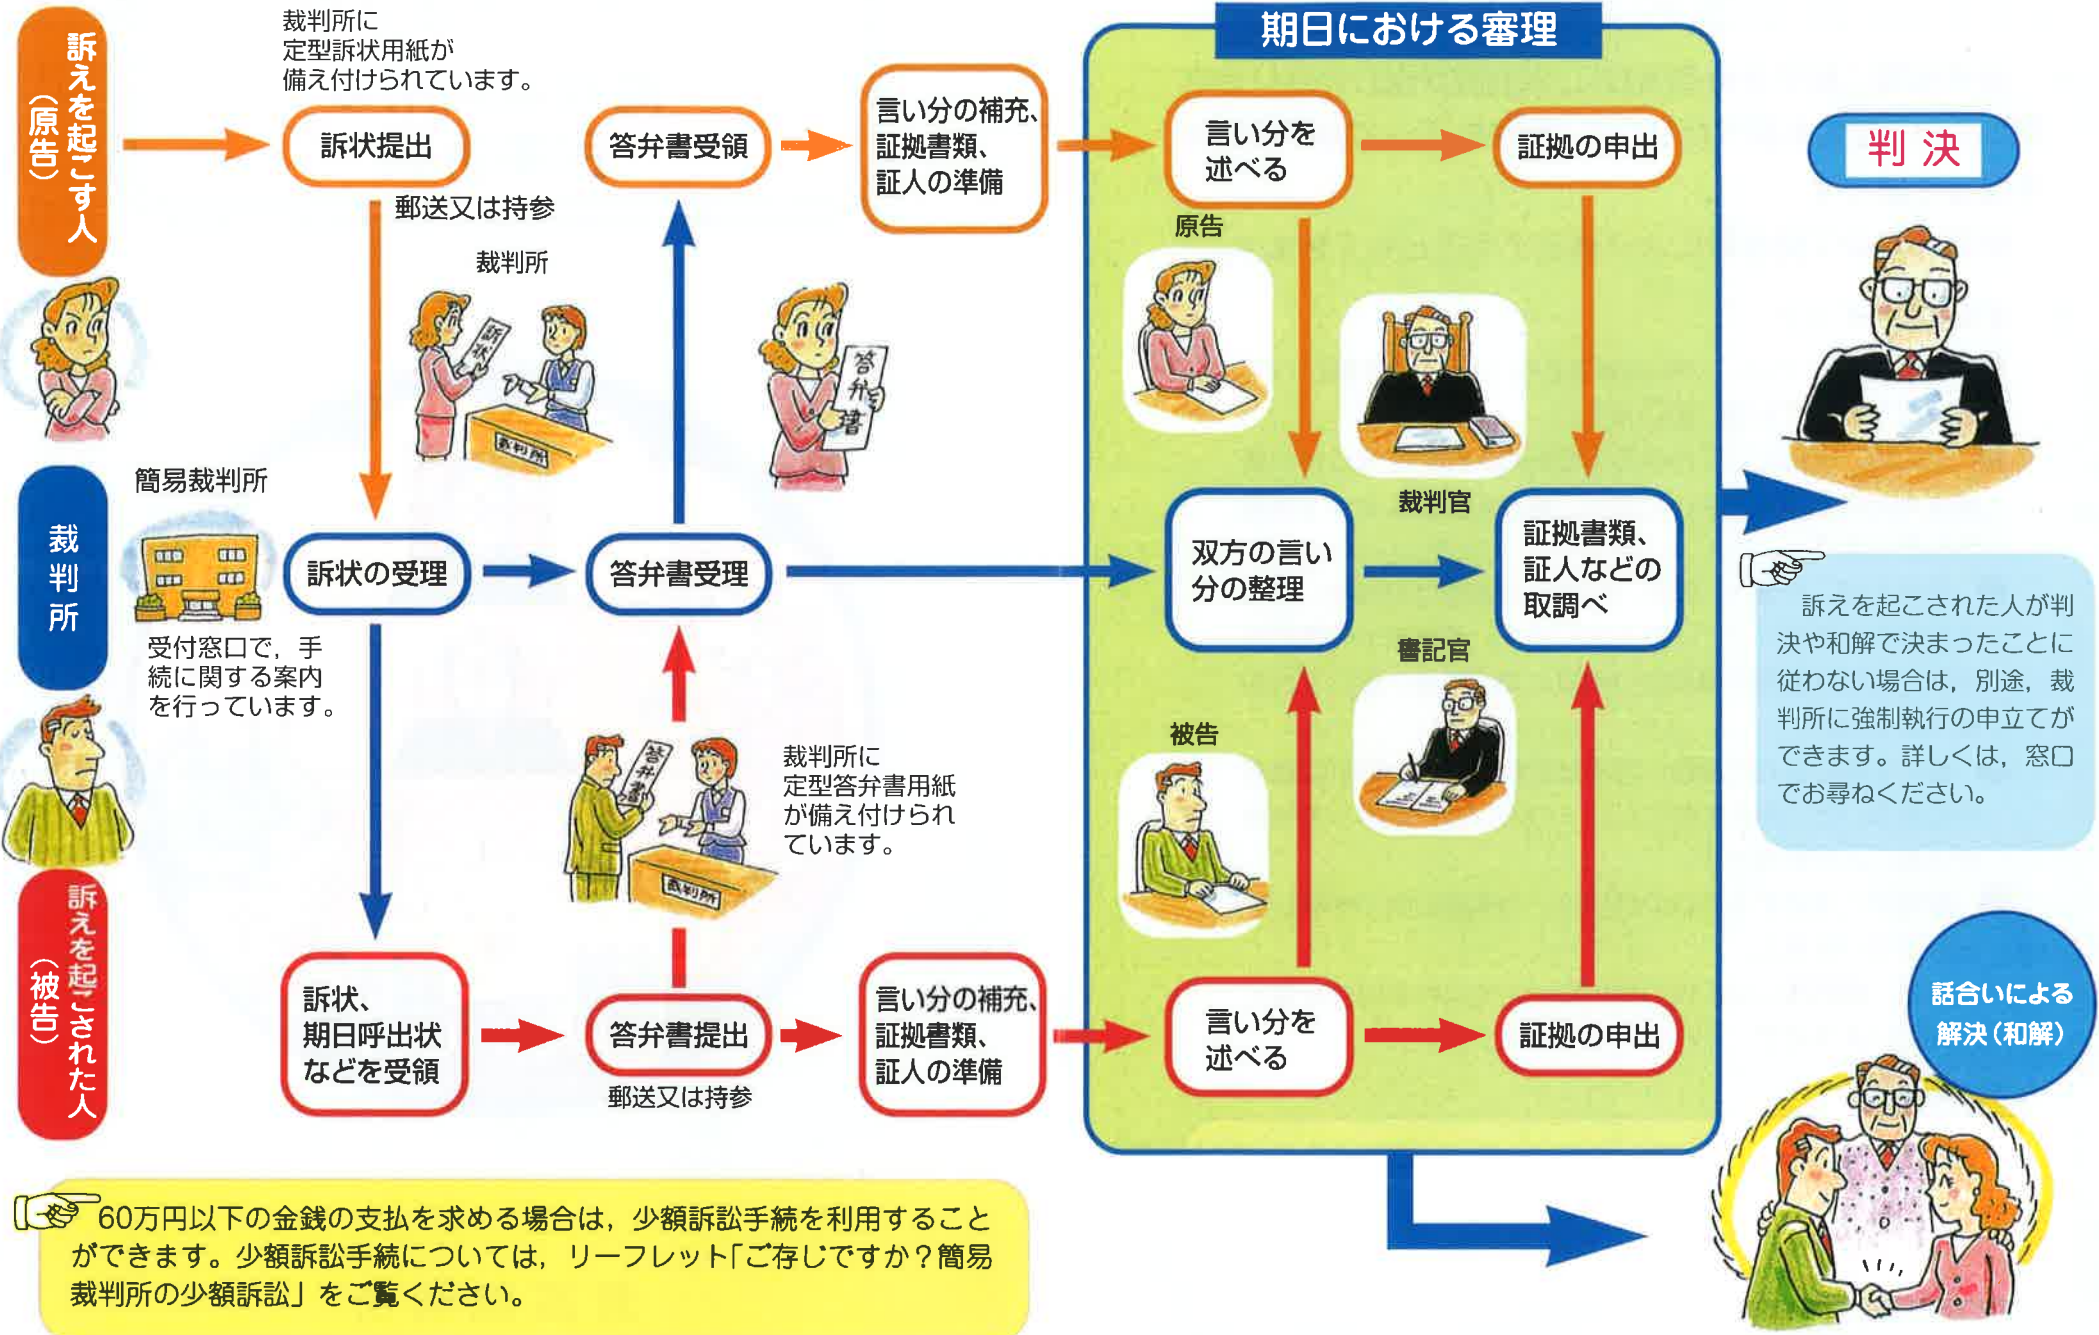 訴えを起こす人
（原告）
裁判所に
定型訴状用紙が
備え付けられています。
訴状提出
郵送又は持参
裁判所
訴状
裁判所
答弁書受領
答弁書
言い分の補充、
証拠書類、
証人の準備
期日における審理
言い分を
述べる
証拠の申出
原告
裁判官
判決
裁判所
簡易裁判所
受付窓口で，手
続に関する案内
を行っています。
訴状の受理
答弁書受理
双方の言い
分の整理
証拠書類、
証人などの
取調べ
書記官
被告
訴えを起こされた人が判
決や和解で決まったことに
従わない場合は，別途，裁
判所に強制執行の申立てが
できます。詳しくは，窓口
でお尋ねください。
訴えを起こされた人
（被告）
訴状、
期日呼出状
などを受領
答弁書
裁判所
裁判所に
定型答弁書用紙
が備え付けられ
ています。
答弁書提出
郵送又は持参
言い分の補充、
証拠書類、
証人の準備
言い分を
述べる
証拠の申出
話合いによる
解決（和解）
60万円以下の金銭の支払を求める場合は，少額訴訟手続を利用すること
ができます。少額訴訟手続については，リーフレット「ご存じですか？簡易
裁判所の少額訴訟」をご覧ください。